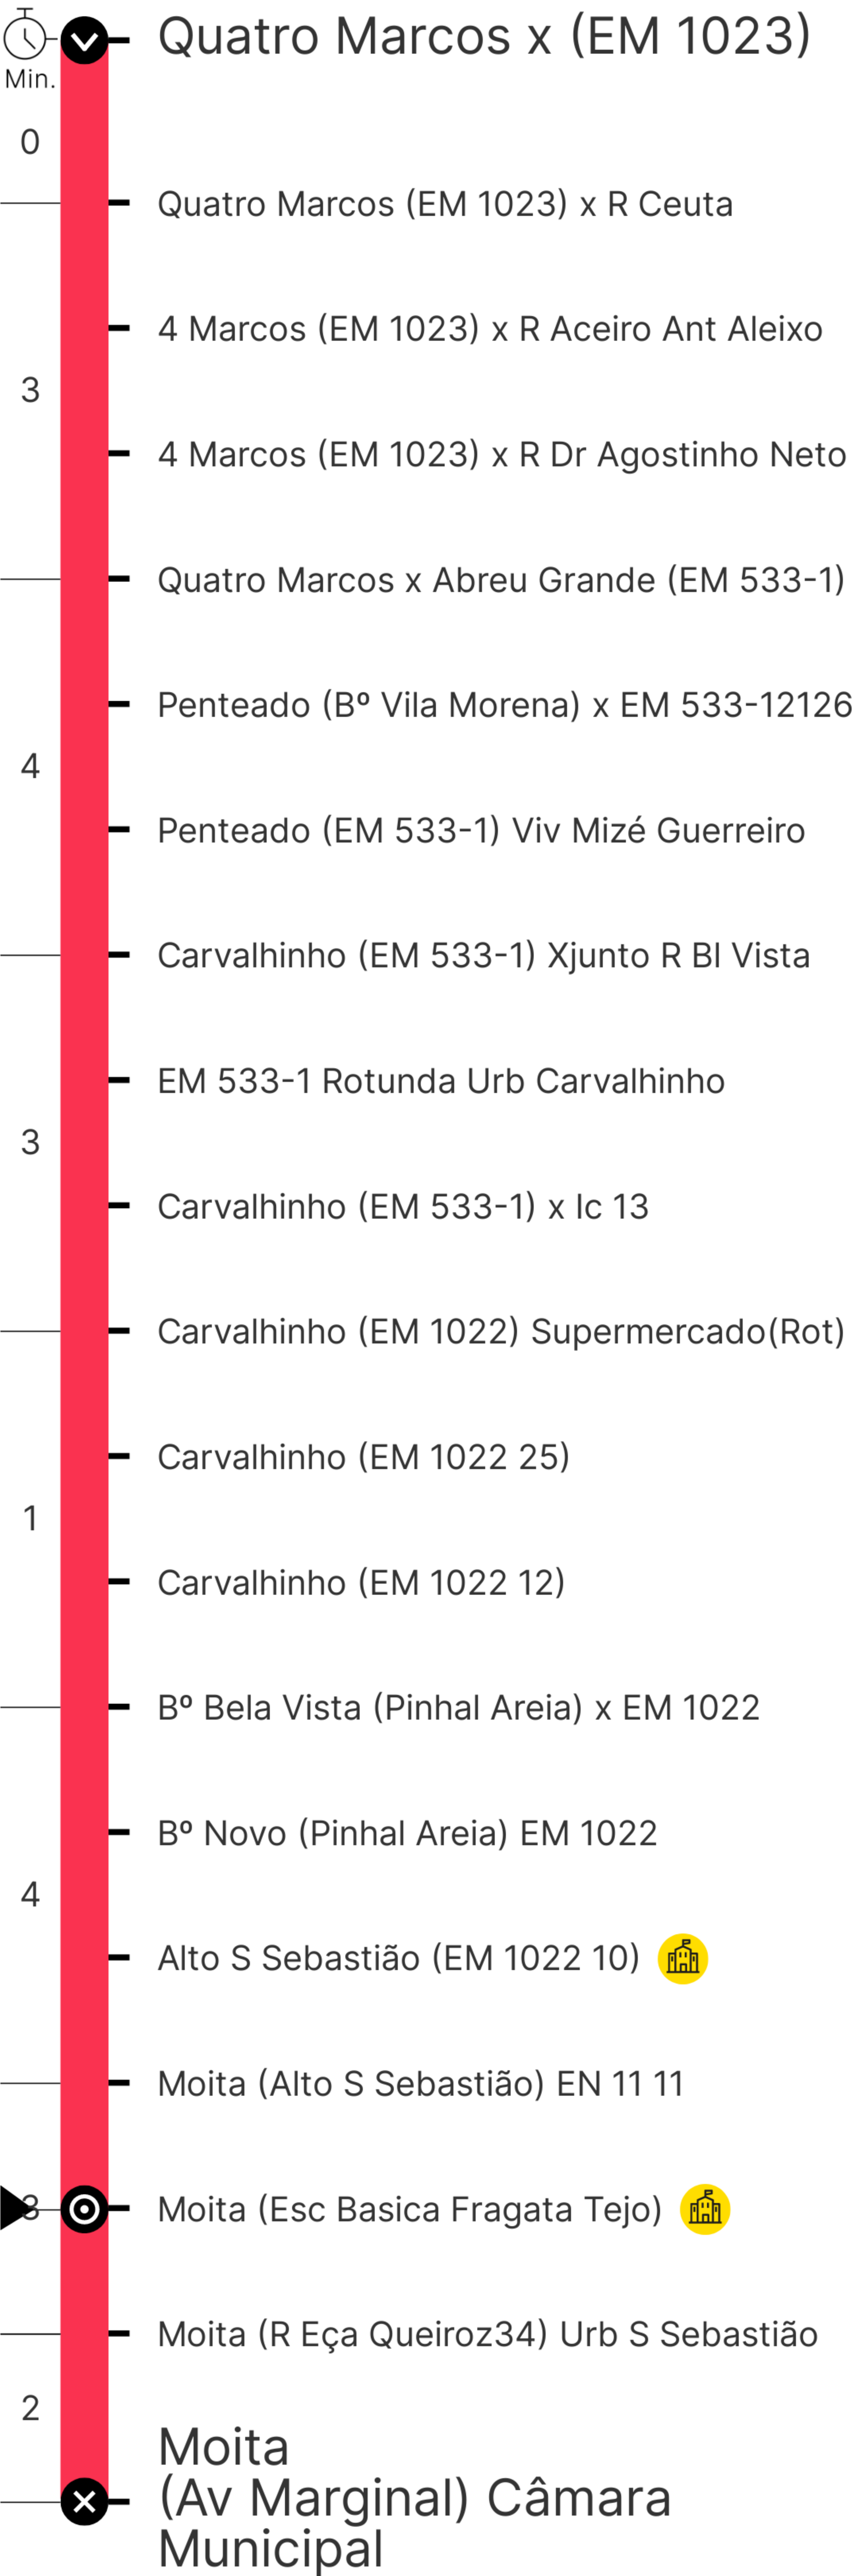 Quatro Marcos x (EM 1023)
Min.
0
Quatro Marcos (EM 1023) x R Ceuta
4 Marcos (EM 1023) x R Aceiro Ant Aleixo
3
4 Marcos (EM 1023) x R Dr Agostinho Neto
Quatro Marcos x Abreu Grande (EM 533-1)
Penteado (Bº Vila Morena) x EM 533-12126
4
Penteado (EM 533-1) Viv Mizé Guerreiro
Carvalhinho (EM 533-1) Xjunto R Bl Vista
EM 533-1 Rotunda Urb Carvalhinho
3
Carvalhinho (EM 533-1) x Ic 13
Carvalhinho (EM 1022) Supermercado(Rot)
Carvalhinho (EM 1022 25)
1
Carvalhinho (EM 1022 12)
Bº Bela Vista (Pinhal Areia) x EM 1022
Bº Novo (Pinhal Areia) EM 1022
4
Alto S Sebastião (EM 1022 10)
Moita (Alto S Sebastião) EN 11 11
3
Moita (Esc Basica Fragata Tejo)
Moita (R Eça Queiroz34) Urb S Sebastião
2
Moita
(Av Marginal) Câmara
Municipal